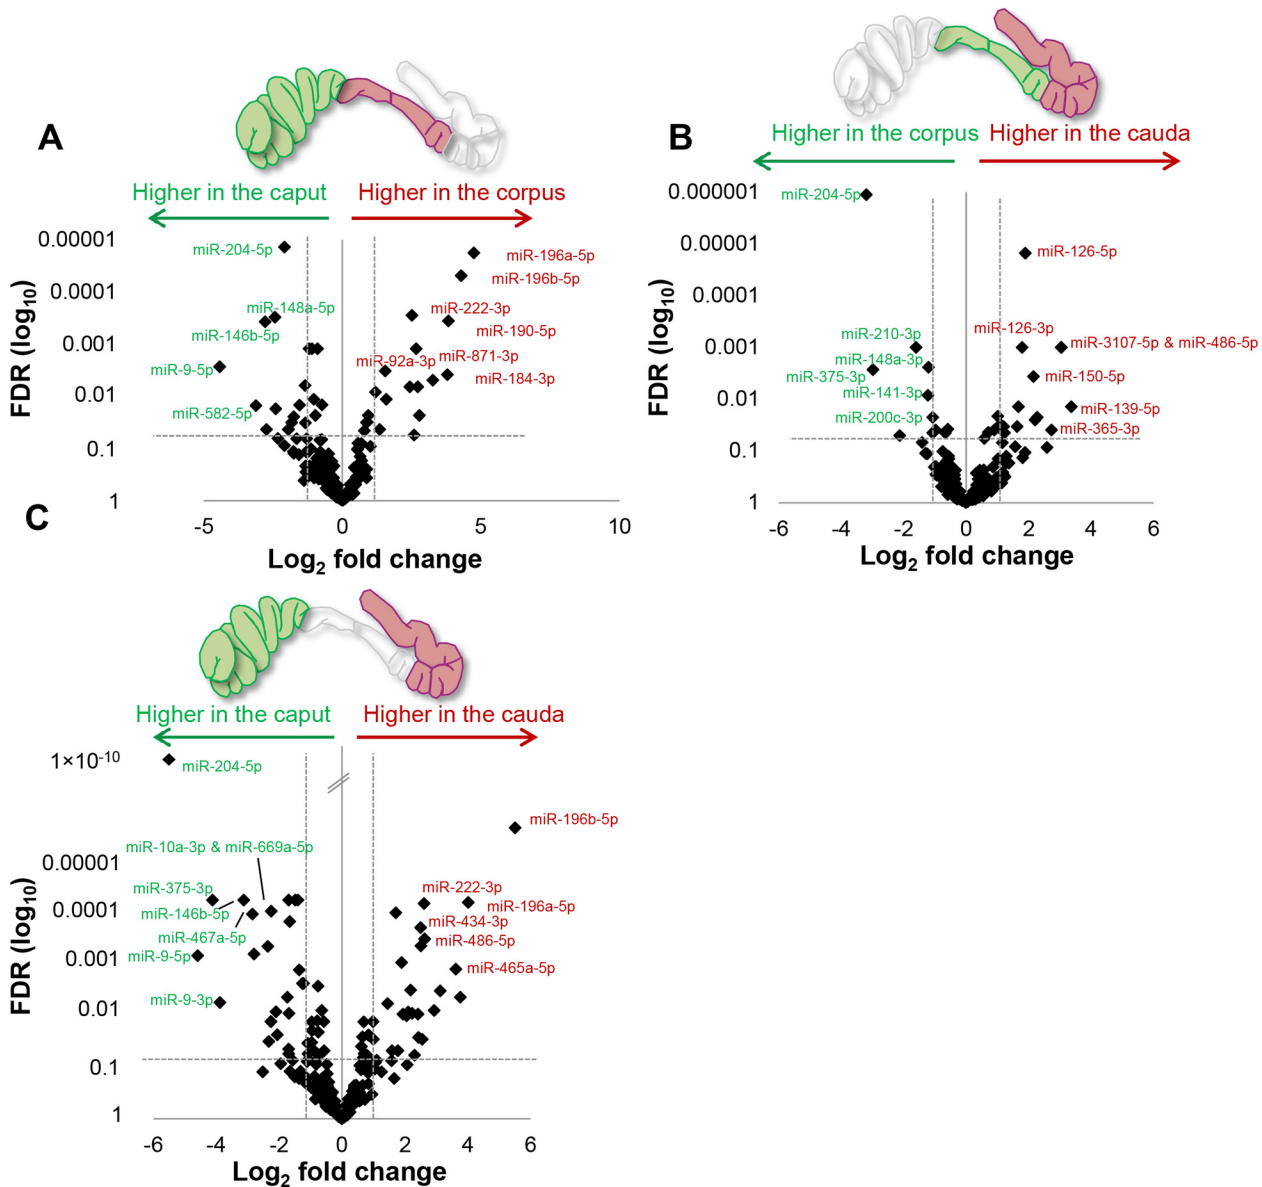 A
Higher in the caput
Higher in the corpus
FDR (log10)
0.00001
0.0001
0.001
0.01
0.1
1
miR-204-5p
miR-148a-5p
miR-146b-5p
miR-9-5p
miR-582-5p
miR-196a-5p
miR-196b-5p
miR-222-3p
miR-190-5p
miR-871-3p
miR-92a-3p
miR-184-3p
-5
0
5
10
Log2 fold change
B
Higher in the corpus
Higher in the cauda
FDR (log10)
0.000001
0.00001
0.0001
0.001
0.01
0.1
1
miR-204-5p
miR-210-3p
miR-148a-3p
miR-375-3p
miR-141-3p
miR-200c-3p
miR-126-5p
miR-126-3p
miR-3107-5p & miR-486-5p
miR-150-5p
miR-139-5p
miR-365-3p
-6
-4
-2
0
2
4
6
Log2 fold change
C
Higher in the caput
Higher in the cauda
FDR (log10)
1×10-10
0.00001
0.0001
0.001
0.01
0.1
1
miR-204-5p
miR-10a-3p & miR-669a-5p
miR-375-3p
miR-146b-5p
miR-467a-5p
miR-9-5p
miR-9-3p
miR-196b-5p
miR-222-3p
miR-196a-5p
miR-434-3p
miR-486-5p
miR-465a-5p
-6
-4
-2
0
2
4
6
Log2 fold change